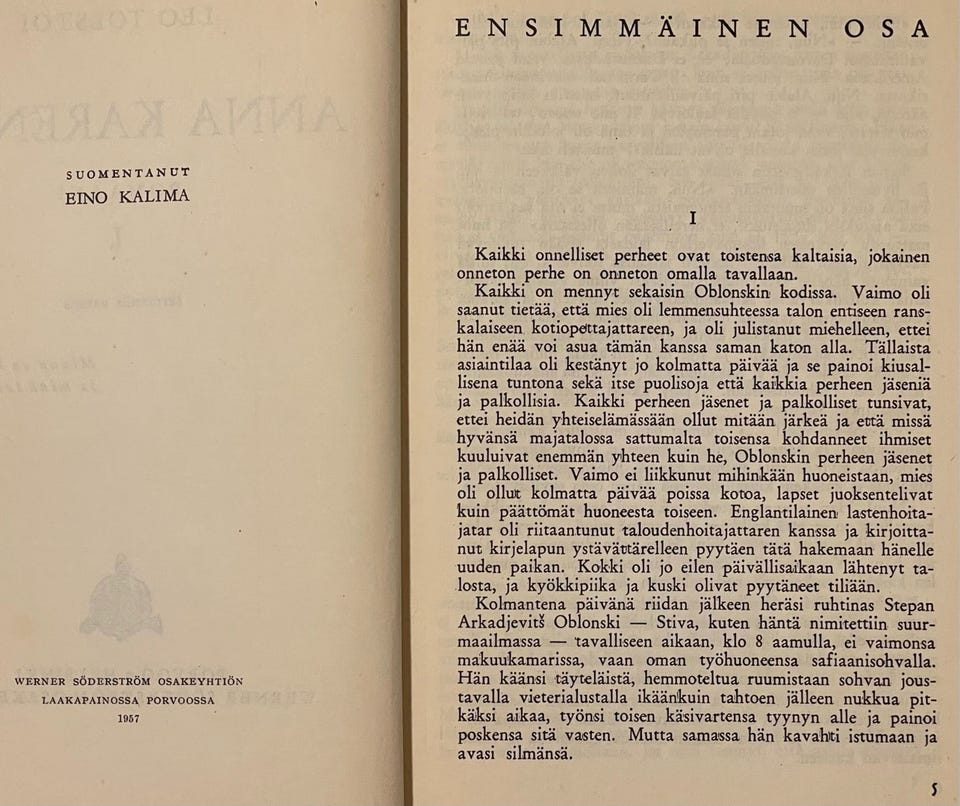 SUOMENTANUT
EINO KALIMA
WERNER SÖDERSTRÖM OSAKEYHTIÖN
LAAKAPAINOSSA PORVOOSSA
1957
ENSIMMÄINEN OSA
I
Kaikki onnelliset perheet ovat toistensa kaltaisia, jokainen
onneton perhe on onneton omalla tavallaan.
Kaikki on mennyt sekaisin Oblonskin kodissa. Vaimo oli
saanut tietää, että mies oli lemmensuhteessa talon entiseen rans-
kalaiseen kotiopettajattareen, ja oli julistanut miehelleen, ettei
hän enää voi asua tämän kanssa saman katon alla. Tällaista
asiaintilaa oli kestänyt jo kolmatta päivää ja se painoi kiusal-
lisena tuntona sekä itse puolisoja että kaikkia perheen jäseniä
ja palkollisia. Kaikki perheen jäsenet ja palkolliset tunsivat,
ettei heidän yhteiselämässään ollut mitään järkeä ja että missä
hyvänsä majatalossa sattumalta toisensa kohdanneet ihmiset
kuuluivat enemmän yhteen kuin he, Oblonskin perheen jäsenet
ja palkolliset. Vaimo ei liikkunut mihinkään huoneistaan, mies
oli ollut kolmatta päivää poissa kotoa, lapset juoksentelivat
kuin päättömät huoneesta toiseen. Englantilainen lastenhoita-
jatar oli riitaantunut taloudenhoitajattaren kanssa ja kirjoitta-
nut kirjelapun ystävättärelleen pyytäen tätä hakemaan hänelle
uuden paikan. Kokki oli jo eilen päivällisaikaan lähtenyt ta-
losta, ja kyökkipiika ja kuski olivat pyytäneet tiliään.
Kolmantena päivänä riidan jälkeen heräsi ruhtinas Stepan
Arkadjevitš Oblonski — Stiva, kuten häntä nimitettiin suur-
maailmassa — tavalliseen aikaan, klo 8 aamulla, ei vaimonsa
makuukamarissa, vaan oman työhuoneensa safiaanisohvalla.
Hän käänsi täyteläistä, hemmoteltua ruumistaan sohvan jous-
tavalla vieterialustalla ikäänkuin tahtoen jälleen nukkua pit-
käksi aikaa, työnsi toisen käsivartensa tyynyn alle ja painoi
poskensa sitä vasten. Mutta samassa hän kavahti istumaan ja
avasi silmänsä.
5